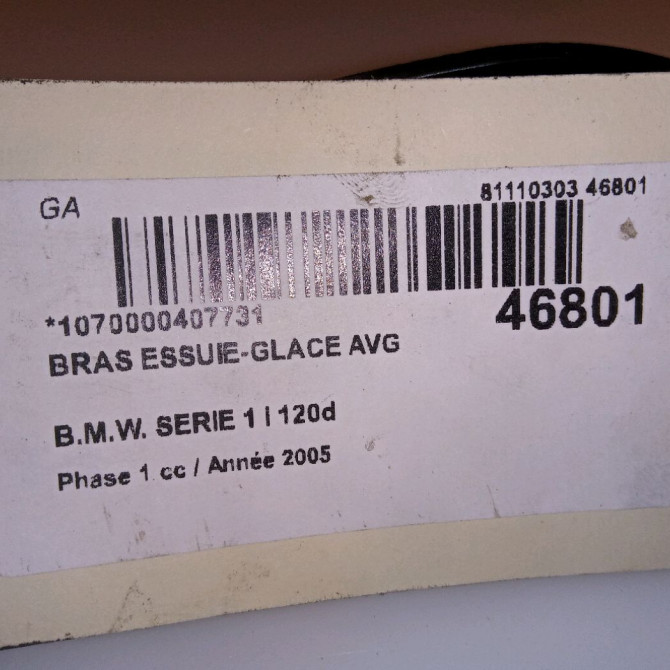 GA
81110303 46801
*1070000407731
46801
BRAS ESSUIE-GLACE AVG
B.M.W. SERIE 1 I 120d
Phase 1 cc / Année 2005